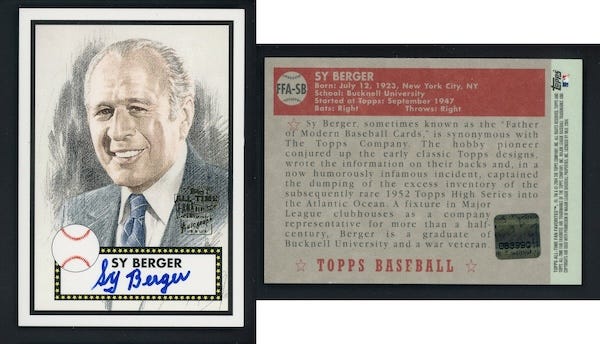 ALL-TIME
SY BERGER
Sy Berger
FFA-SB
SY BERGER
Born: July 12, 1923, New York City, NY
School: Bucknell University
Started at Topps: September 1947
Bats: Right Throws: Right
Sy Berger, sometimes known as the "Father
of Modern Baseball Cards," is synonymous with
The Topps Company. The hobby pioneer
conjured up the early classic Topps designs,
wrote the information on their backs and, in a
now humorously infamous incident, captained
the dumping of the excess inventory of the
subsequently rare 1952 Topps High Series into
the Atlantic Ocean. A fixture in Major
League clubhouses as a company
representative for more than a half-
century, Berger is a graduate of
Bucknell University and a war veteran.
TOPPS BASEBALL
Topps